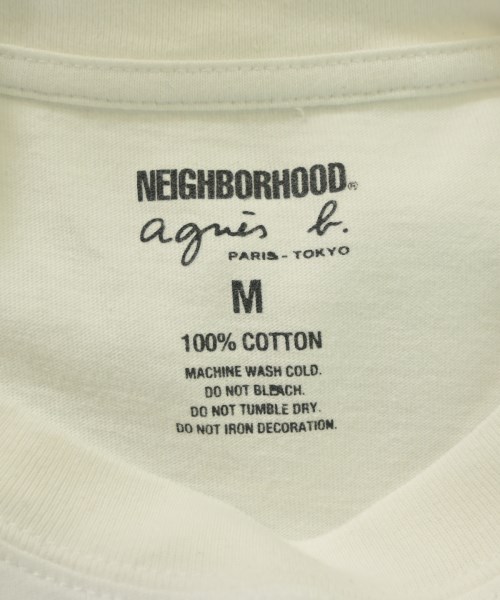 NEIGHBORHOOD®
agnès b.
PARIS - TOKYO
M
100% COTTON
MACHINE WASH COLD.
DO NOT BLEACH.
DO NOT TUMBLE DRY.
DO NOT IRON DECORATION.